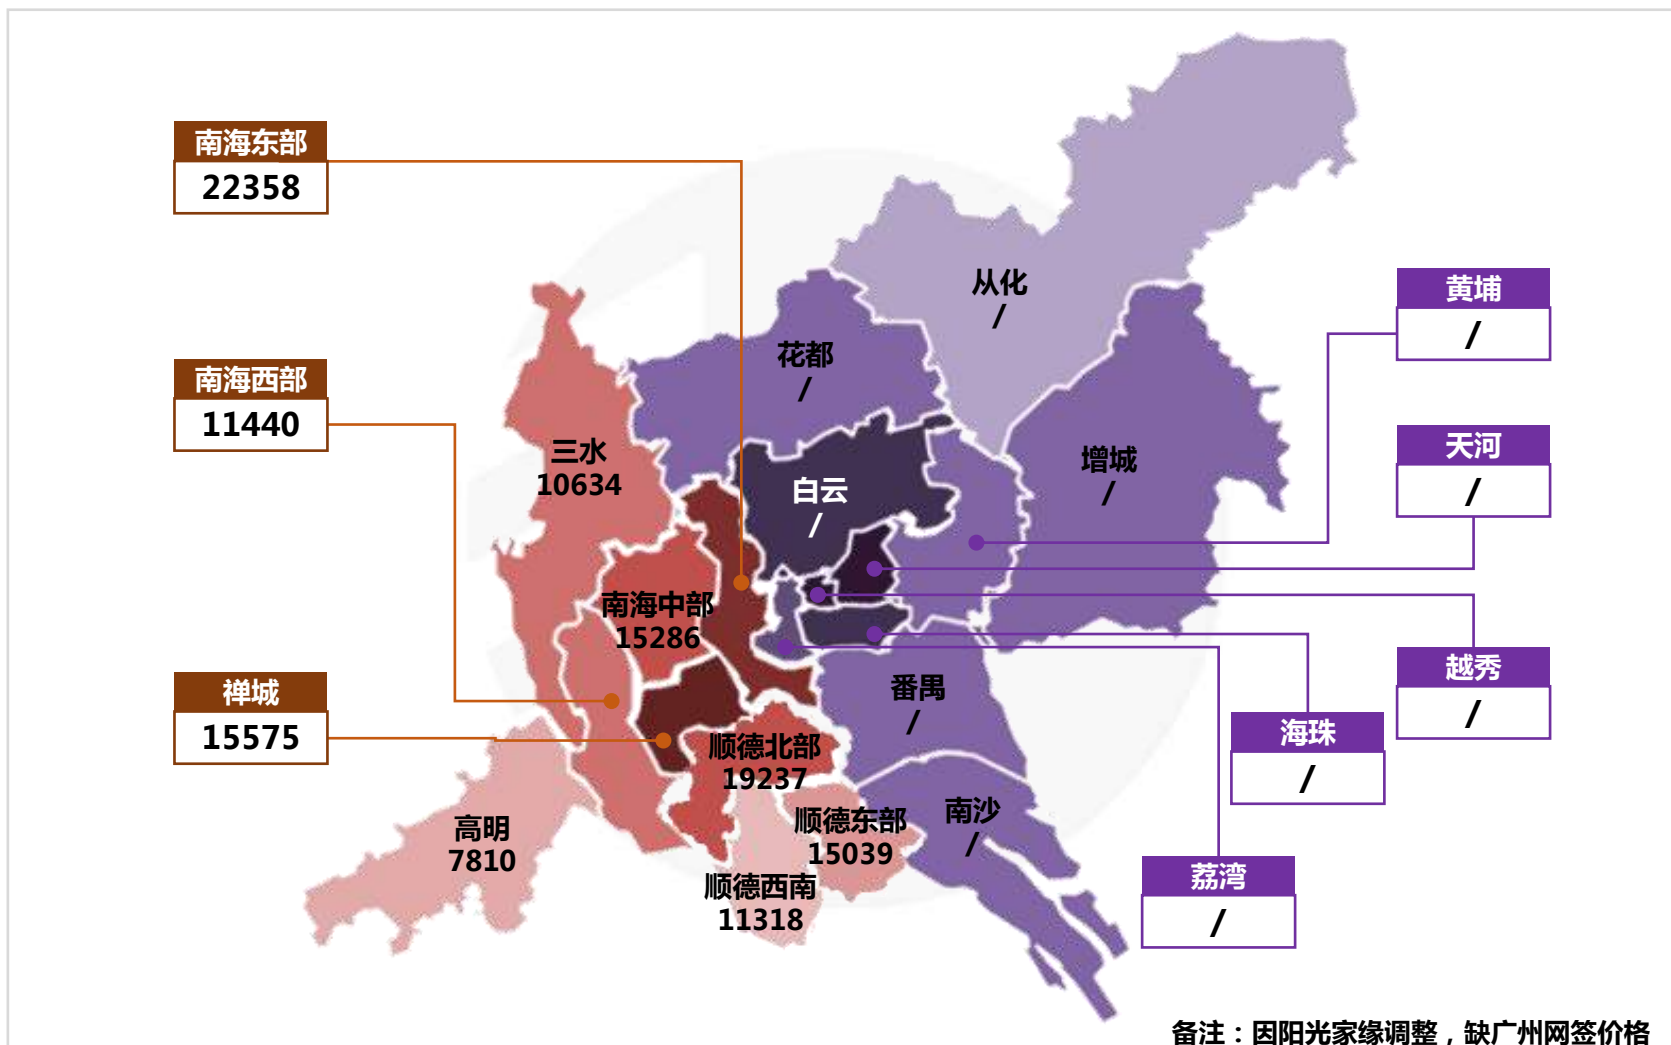 南海东部
22358
南海西部
11440
禅城
15575
从化
/
花都
/
三水
10634
白云
/
增城
/
南海中部
15286
番禺
/
顺德北部
19237
南沙
/
顺德东部
15039
高明
7810
顺德西南
11318
黄埔
/
天河
/
越秀
/
海珠
/
荔湾
/
备注：因阳光家缘调整，缺广州网签价格